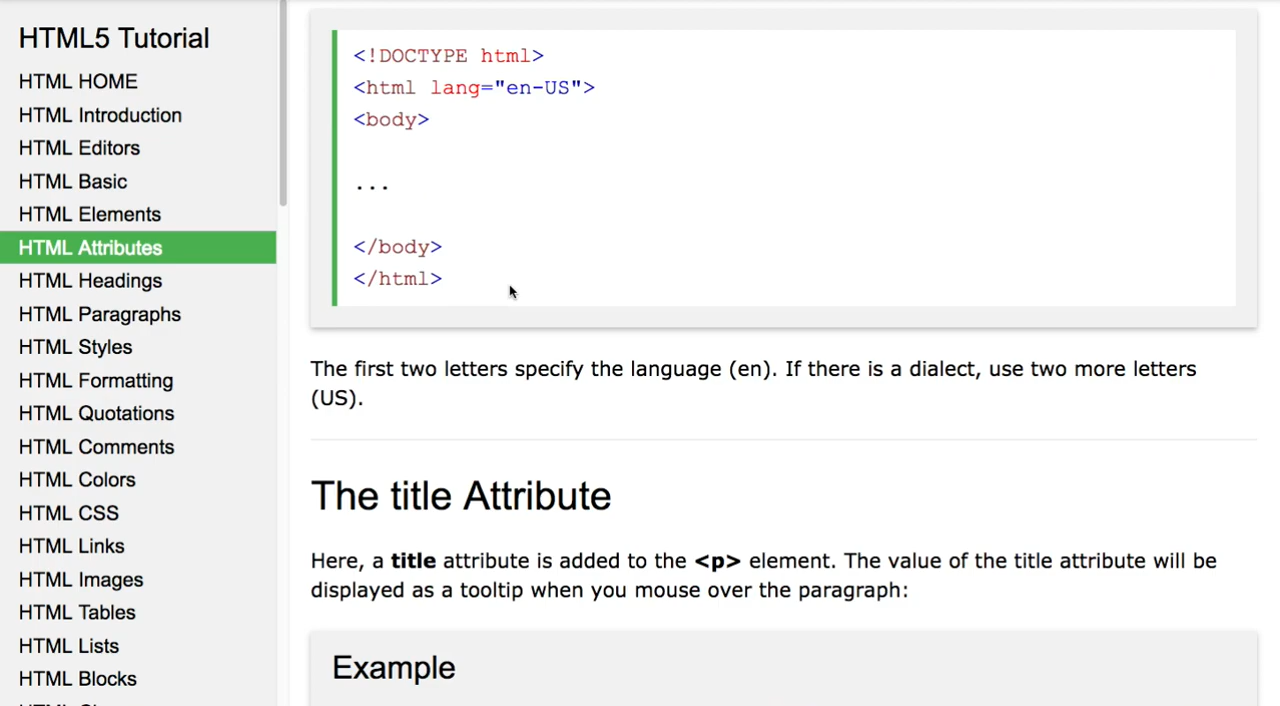 HTML5 Tutorial
HTML HOME
HTML Introduction
HTML Editors
HTML Basic
HTML Elements
HTML Attributes
HTML Headings
HTML Paragraphs
HTML Styles
HTML Formatting
HTML Quotations
HTML Comments
HTML Colors
HTML CSS
HTML Links
HTML Images
HTML Tables
HTML Lists
HTML Blocks
<!DOCTYPE html>
<html lang="en-US">
<body>
...
</body>
</html>
The first two letters specify the language (en). If there is a dialect, use two more letters
(US).
The title Attribute
Here, a title attribute is added to the <p> element. The value of the title attribute will be
displayed as a tooltip when you mouse over the paragraph:
Example